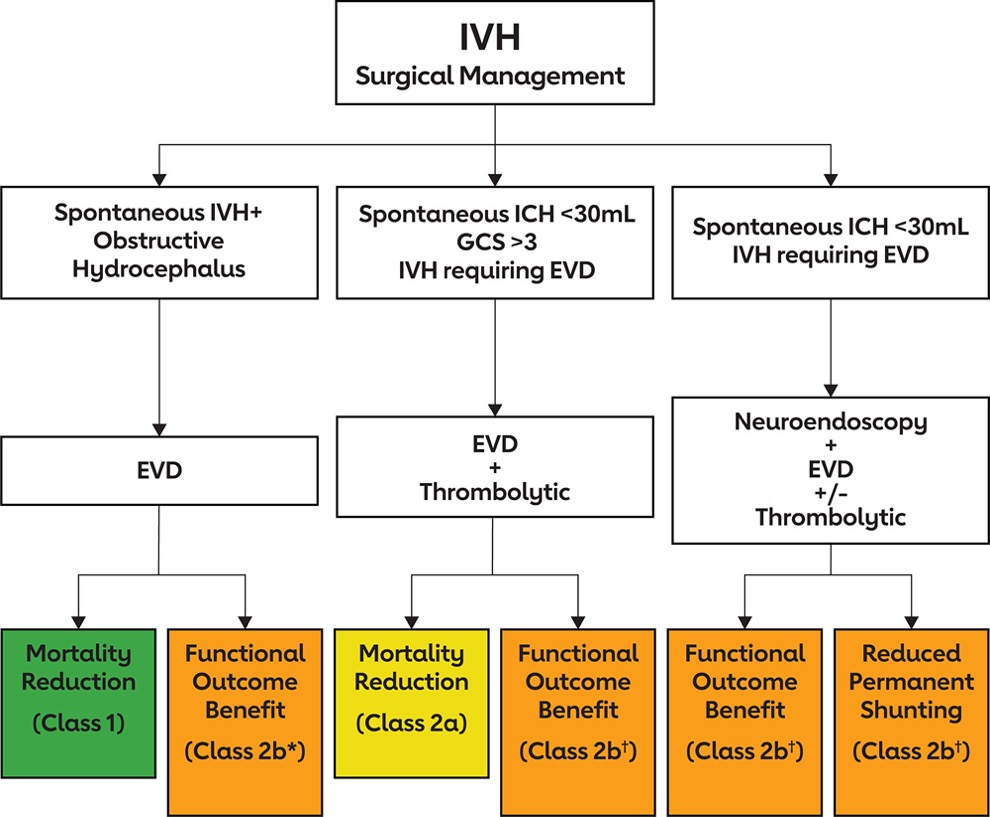 IVH
Surgical Management
Spontaneous IVH+
Obstructive
Hydrocephalus
Spontaneous ICH <30mL
GCS >3
IVH requiring EVD
Spontaneous ICH <30mL
IVH requiring EVD
EVD
EVD
+
Thrombolytic
Neuroendoscopy
+
EVD
+/-
Thrombolytic
Mortality
Reduction
(Class 1)
Functional
Outcome
Benefit
(Class 2b*)
Mortality
Reduction
(Class 2a)
Functional
Outcome
Benefit
(Class 2b†)
Functional
Outcome
Benefit
(Class 2b†)
Reduced
Permanent
Shunting
(Class 2b†)